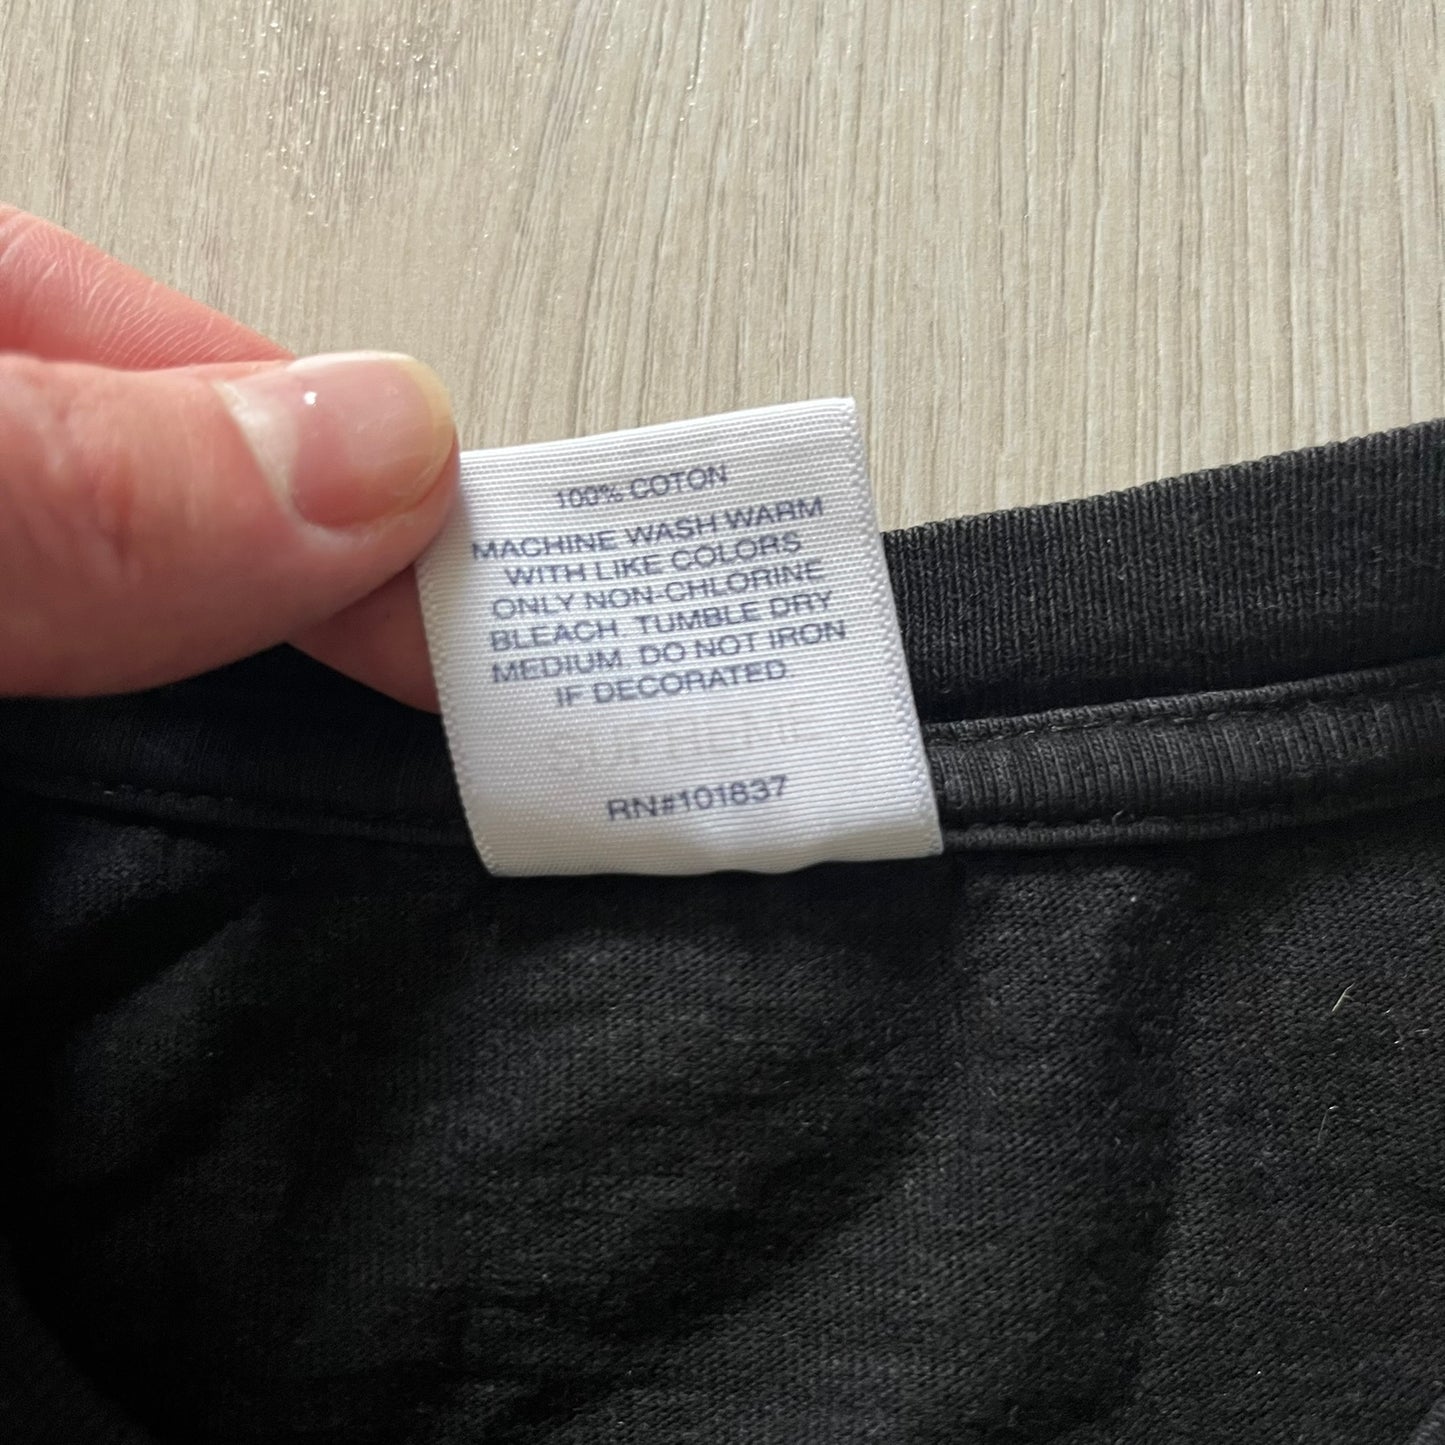 100% COTON
MACHINE WASH WARM
WITH LIKE COLORS
ONLY NON-CHLORINE
BLEACH TUMBLE DRY
MEDIUM. DO NOT IRON
IF DECORATED
SUPREME
RN#101837